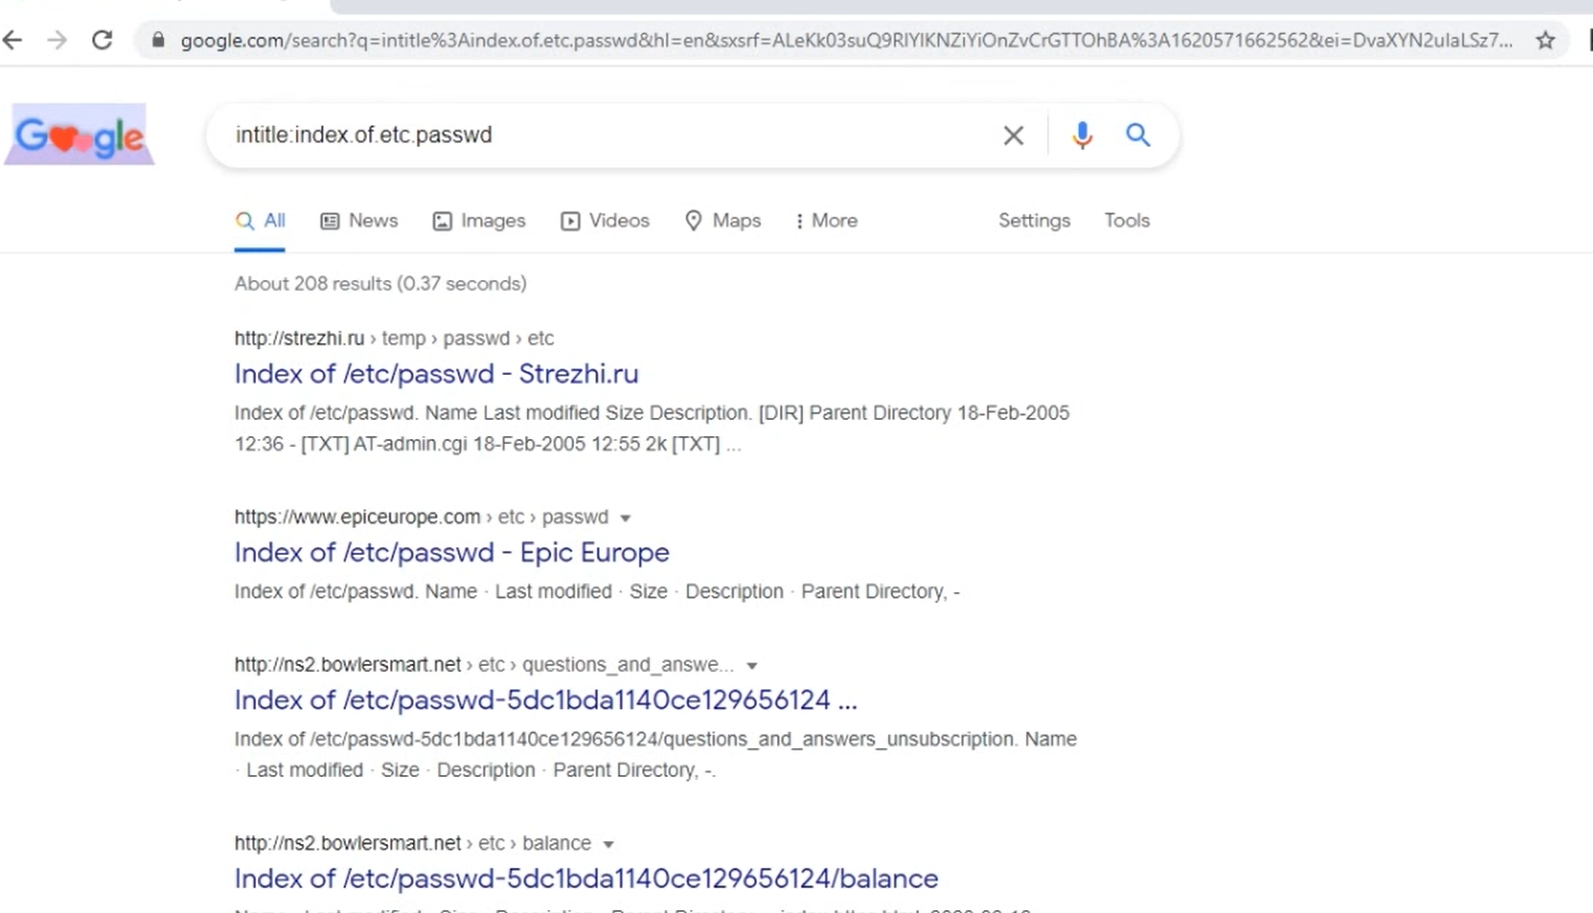 google.com/search?q=intitle%3Aindex.of.etc.passwd&hl=en&sxsrf=ALeKk03suQ9RIYIKNZiYiOnZvCrGTTOhBA%3A1620571662562&ei=DvaXYN2ulaLSz7...
Google
intitle:index.of.etc.passwd
All News Images Videos Maps More Settings Tools
About 208 results (0.37 seconds)
http://strezhi.ru › temp › passwd › etc
Index of /etc/passwd - Strezhi.ru
Index of /etc/passwd. Name Last modified Size Description. [DIR] Parent Directory 18-Feb-2005
12:36 - [TXT] AT-admin.cgi 18-Feb-2005 12:55 2k [TXT] ...
https://www.epiceurope.com › etc › passwd
Index of /etc/passwd - Epic Europe
Index of /etc/passwd. Name · Last modified · Size · Description · Parent Directory, -
http://ns2.bowlersmart.net › etc › questions_and_answe...
Index of /etc/passwd-5dc1bda1140ce129656124 ...
Index of /etc/passwd-5dc1bda1140ce129656124/questions_and_answers_unsubscription. Name
· Last modified · Size · Description · Parent Directory, -.
http://ns2.bowlersmart.net › etc › balance
Index of /etc/passwd-5dc1bda1140ce129656124/balance